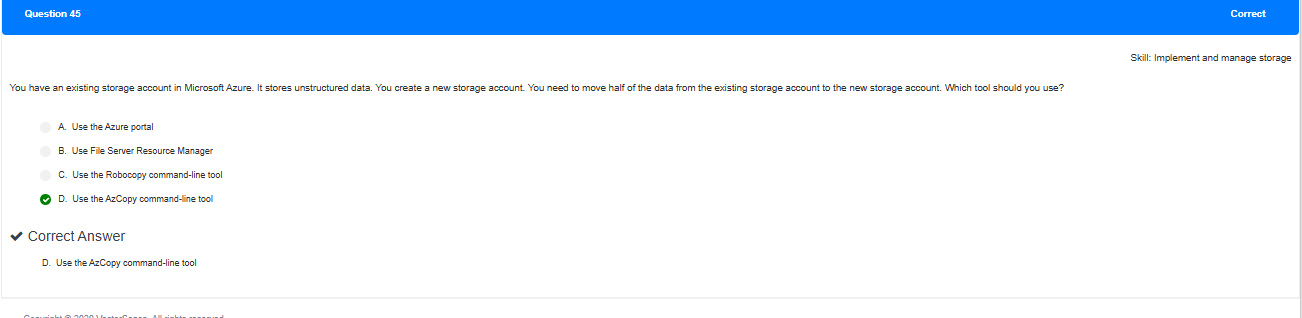 Question 45
Correct
Skill: Implement and manage storage
You have an existing storage account in Microsoft Azure. It stores unstructured data. You create a new storage account. You need to move half of the data from the existing storage account to the new storage account. Which tool should you use?
A. Use the Azure portal
B. Use File Server Resource Manager
C. Use the Robocopy command-line tool
D. Use the AzCopy command-line tool
Correct Answer
D. Use the AzCopy command-line tool